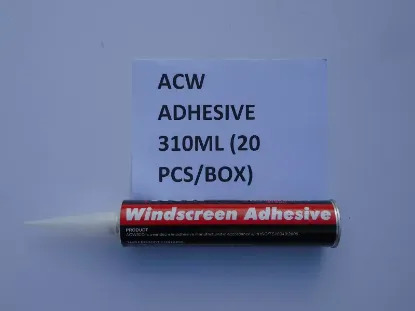 ACW
ADHESIVE
310ML (20
PCS/BOX)
Windscreen Adhesive
PRODUCT